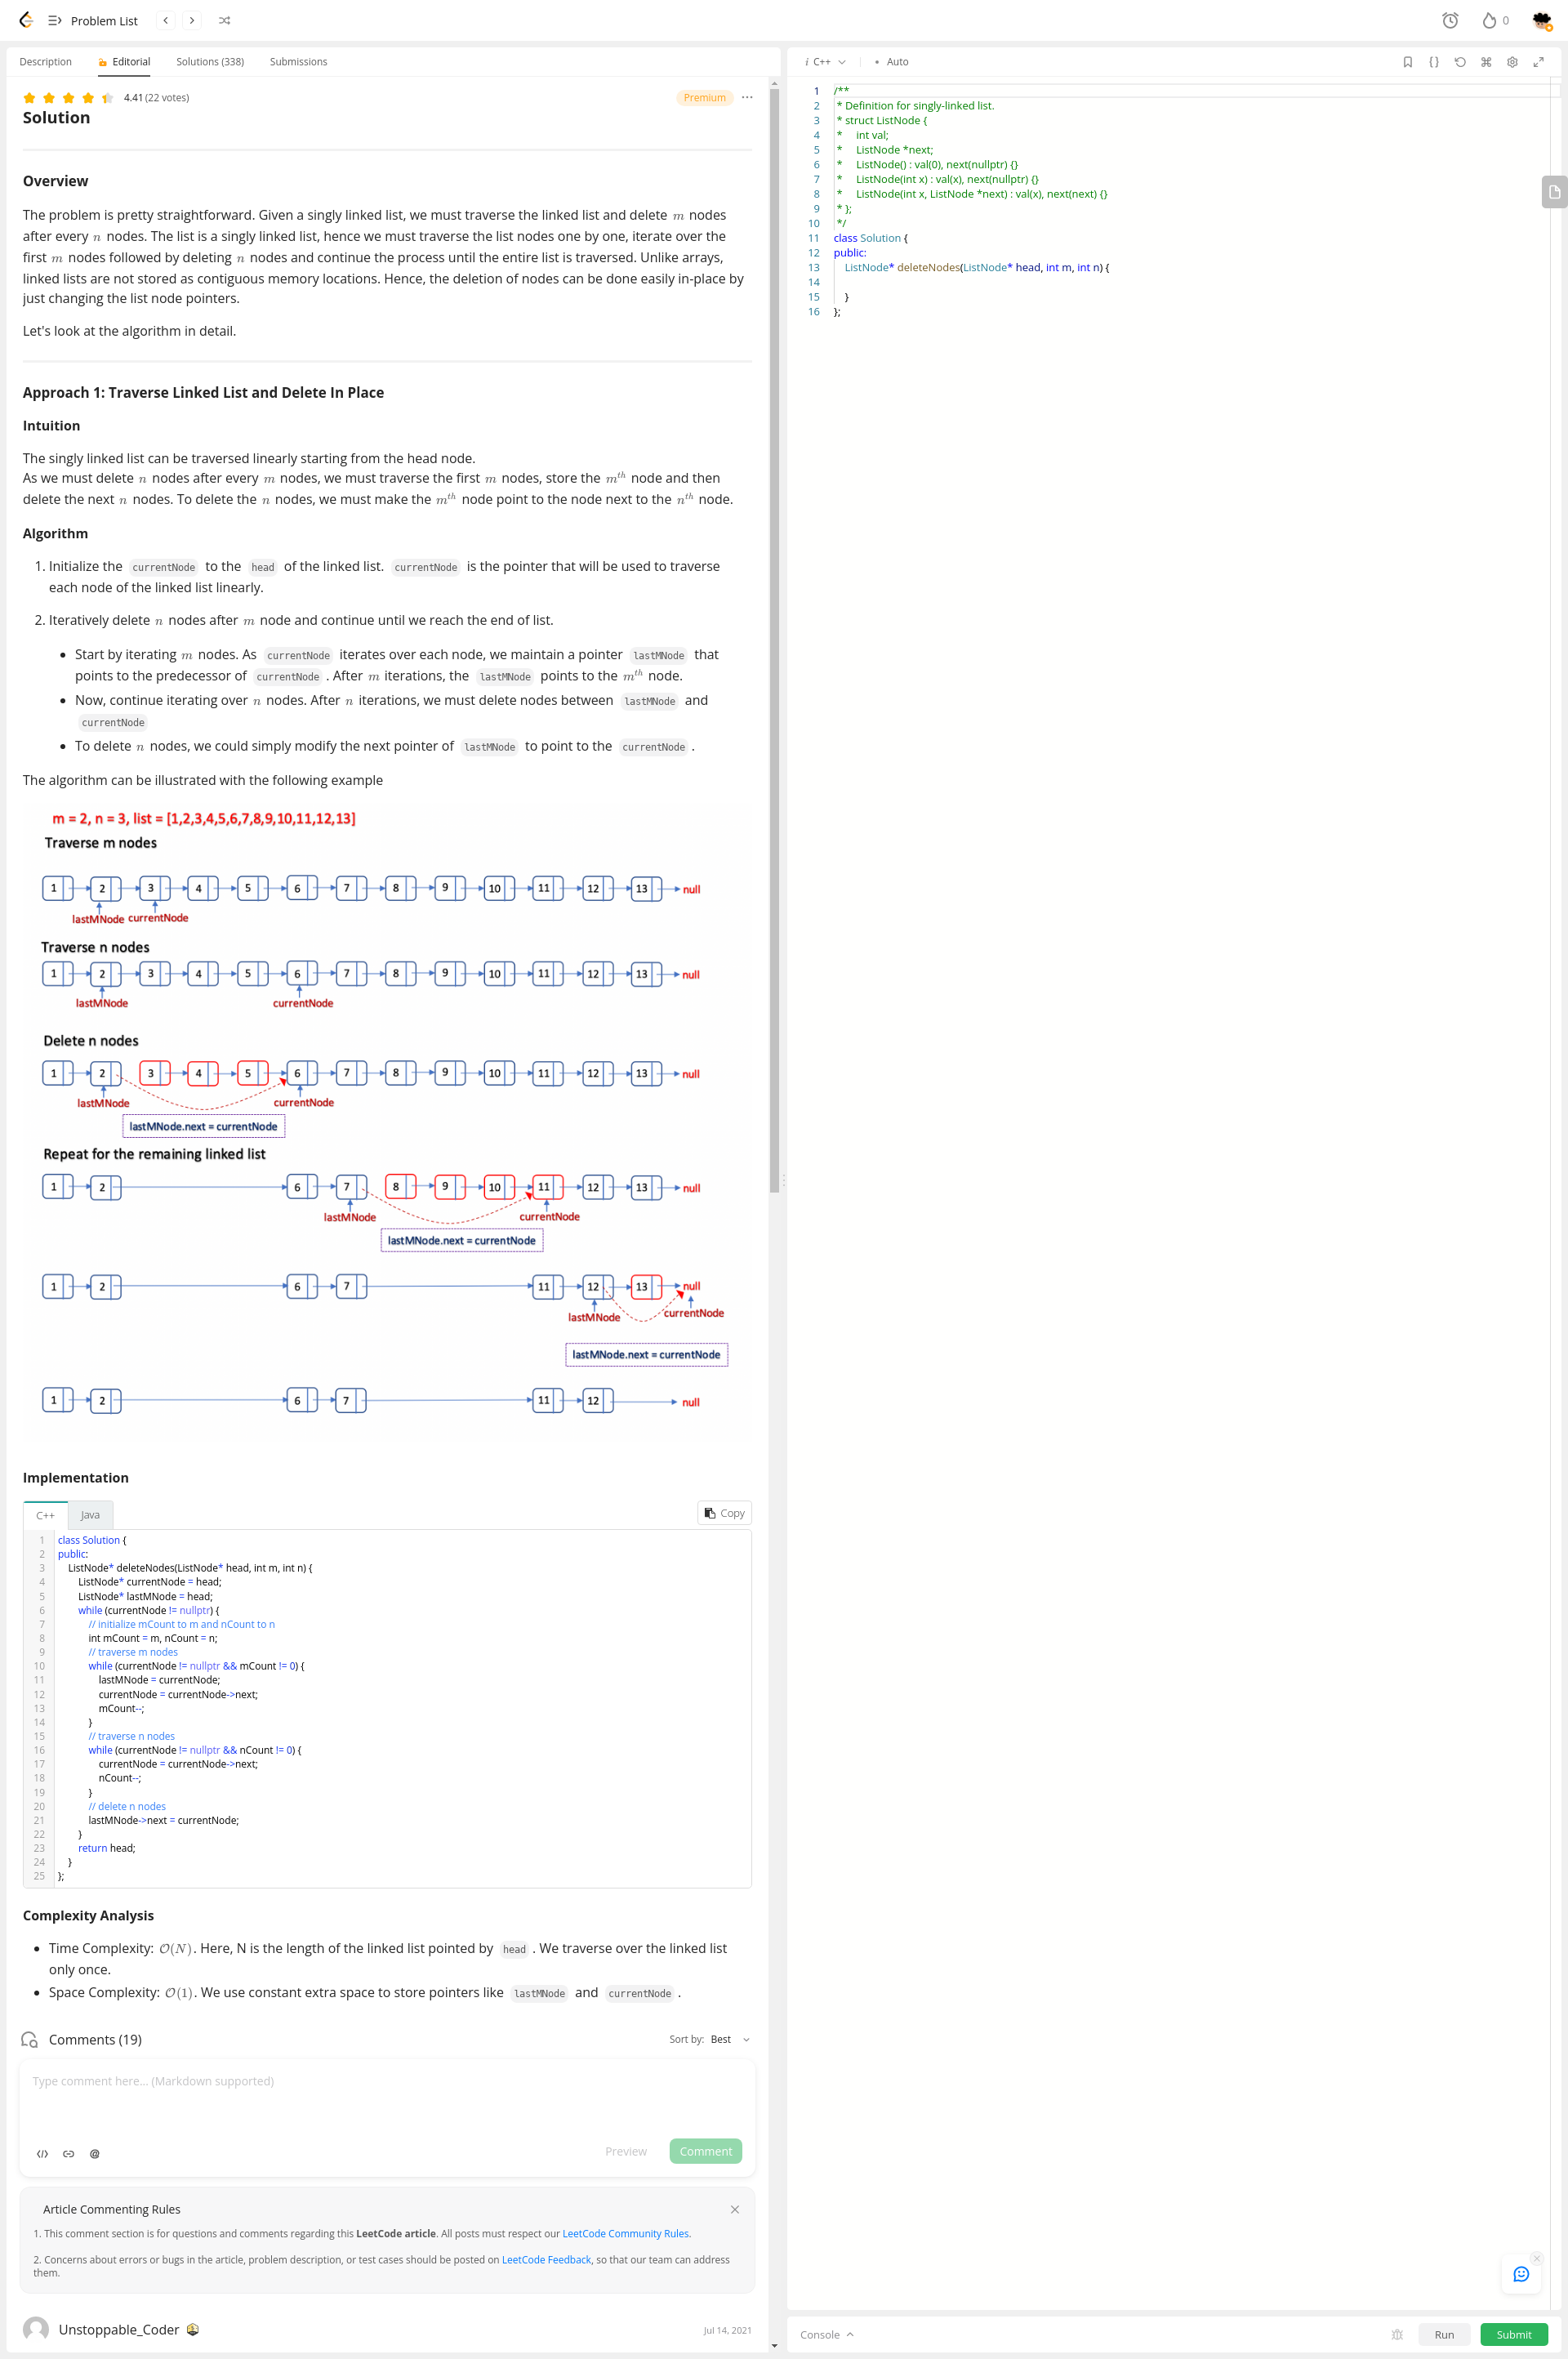 Problem List
0
Description Editorial Solutions (338) Submissions
4.41 (22 votes) Premium
Solution
Overview
The problem is pretty straightforward. Given a singly linked list, we must traverse the linked list and delete m nodes
after every n nodes. The list is a singly linked list, hence we must traverse the list nodes one by one, iterate over the
first m nodes followed by deleting n nodes and continue the process until the entire list is traversed. Unlike arrays,
linked lists are not stored as contiguous memory locations. Hence, the deletion of nodes can be done easily in-way by
just changing the list node pointers.
Let's look at the algorithm in detail.
Approach 1: Traverse Linked List and Delete In Place
Intuition
The singly linked list can be traversed linearly starting from the head node.
As we must delete n nodes after every m nodes, we must traverse the first m nodes, store the m^th node and then
delete the next n nodes. To delete the n nodes, we must make the m^th node point to the node next to the n^th node.
Algorithm
1. Initialize the currentNode to the head of the linked list. currentNode is the pointer that will be used to traverse
each node of the linked list linearly.
2. Iteratively delete n nodes after m node and continue until we reach the end of list.
• Start by iterating m nodes. As currentNode iterates over each node, we maintain a pointer lastMNode that
points to the predecessor of currentNode . After m iterations, the lastMNode points to the m^th node.
• Now, continue iterating over n nodes. After n iterations, we must delete nodes between lastMNode and
currentNode
• To delete n nodes, we could simply modify the next pointer of lastMNode to point to the currentNode .
The algorithm can be illustrated with the following example
m = 2, n = 3, list = [1,2,3,4,5,6,7,8,9,10,11,12,13]
Traverse m nodes
1 2 3 4 5 6 7 8 9 10 11 12 13 null
lastMNode currentNode
Traverse n nodes
1 2 3 4 5 6 7 8 9 10 11 12 13 null
lastMNode currentNode
Delete n nodes
1 2 3 4 5 6 7 8 9 10 11 12 13 null
lastMNode currentNode
lastMNode.next = currentNode
Repeat for the remaining linked list
1 2 6 7 8 9 10 11 12 13 null
lastMNode currentNode
lastMNode.next = currentNode
1 2 6 7 11 12 13 null
lastMNode currentNode
lastMNode.next = currentNode
1 2 6 7 11 12 null
Implementation
C++ Java Copy
1 class Solution {
2 public:
3 ListNode* deleteNodes(ListNode* head, int m, int n) {
4 ListNode* currentNode = head;
5 ListNode* lastMNode = head;
6 while (currentNode != nullptr) {
7 // initialize mCount to m and nCount to n
8 int mCount = m, nCount = n;
9 // traverse m nodes
10 while (currentNode != nullptr && mCount != 0) {
11 lastMNode = currentNode;
12 currentNode = currentNode->next;
13 mCount--;
14 }
15 // traverse n nodes
16 while (currentNode != nullptr && nCount != 0) {
17 currentNode = currentNode->next;
18 nCount--;
19 }
20 // delete n nodes
21 lastMNode->next = currentNode;
22 }
23 return head;
24 }
25 };
Complexity Analysis
• Time Complexity: O(N). Here, N is the length of the linked list pointed by head . We traverse over the linked list
only once.
• Space Complexity: O(1). We use constant extra space to store pointers like lastMNode and currentNode .
Comments (19) Sort by: Best
Type comment here... (Markdown supported)
Preview Comment
Article Commenting Rules
1. This comment section is for questions and comments regarding this LeetCode article. All posts must respect our LeetCode Community Rules.
2. Concerns about errors or bugs in the article, problem description, or test cases should be posted on LeetCode Feedback, so that our team can address
them.
Unstoppable_Coder Jul 14, 2021
i C++ • Auto
1 /**
2 * Definition for singly-linked list.
3 * struct ListNode {
4 * int val;
5 * ListNode *next;
6 * ListNode() : val(0), next(nullptr) {}
7 * ListNode(int x) : val(x), next(nullptr) {}
8 * ListNode(int x, ListNode *next) : val(x), next(next) {}
9 * };
10 */
11 class Solution {
12 public:
13 ListNode* deleteNodes(ListNode* head, int m, int n) {
14
15 }
16 };
Console Run Submit